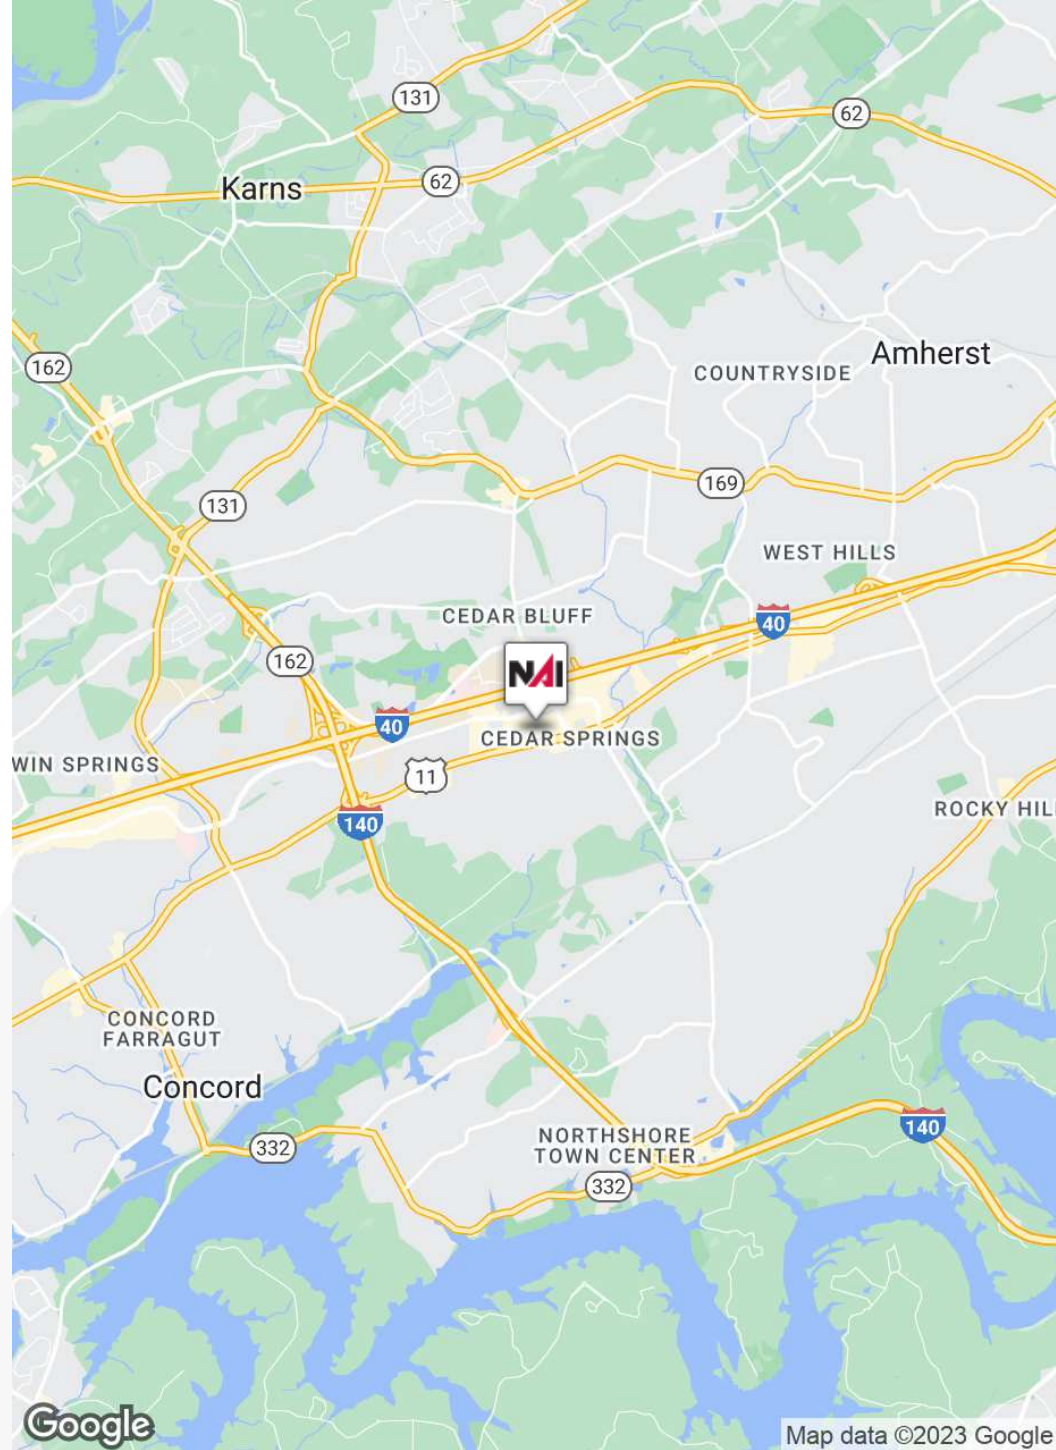 131
62
62
Karns
Amherst
162
COUNTRYSIDE
169
131
WEST HILLS
CEDAR BLUFF
40
162
NAI
40
CEDAR SPRINGS
WIN SPRINGS
11
ROCKY HIL
140
CONCORD
FARRAGUT
Concord
140
332
NORTHSHORE
TOWN CENTER
332
Google
Map data ©2023 Google